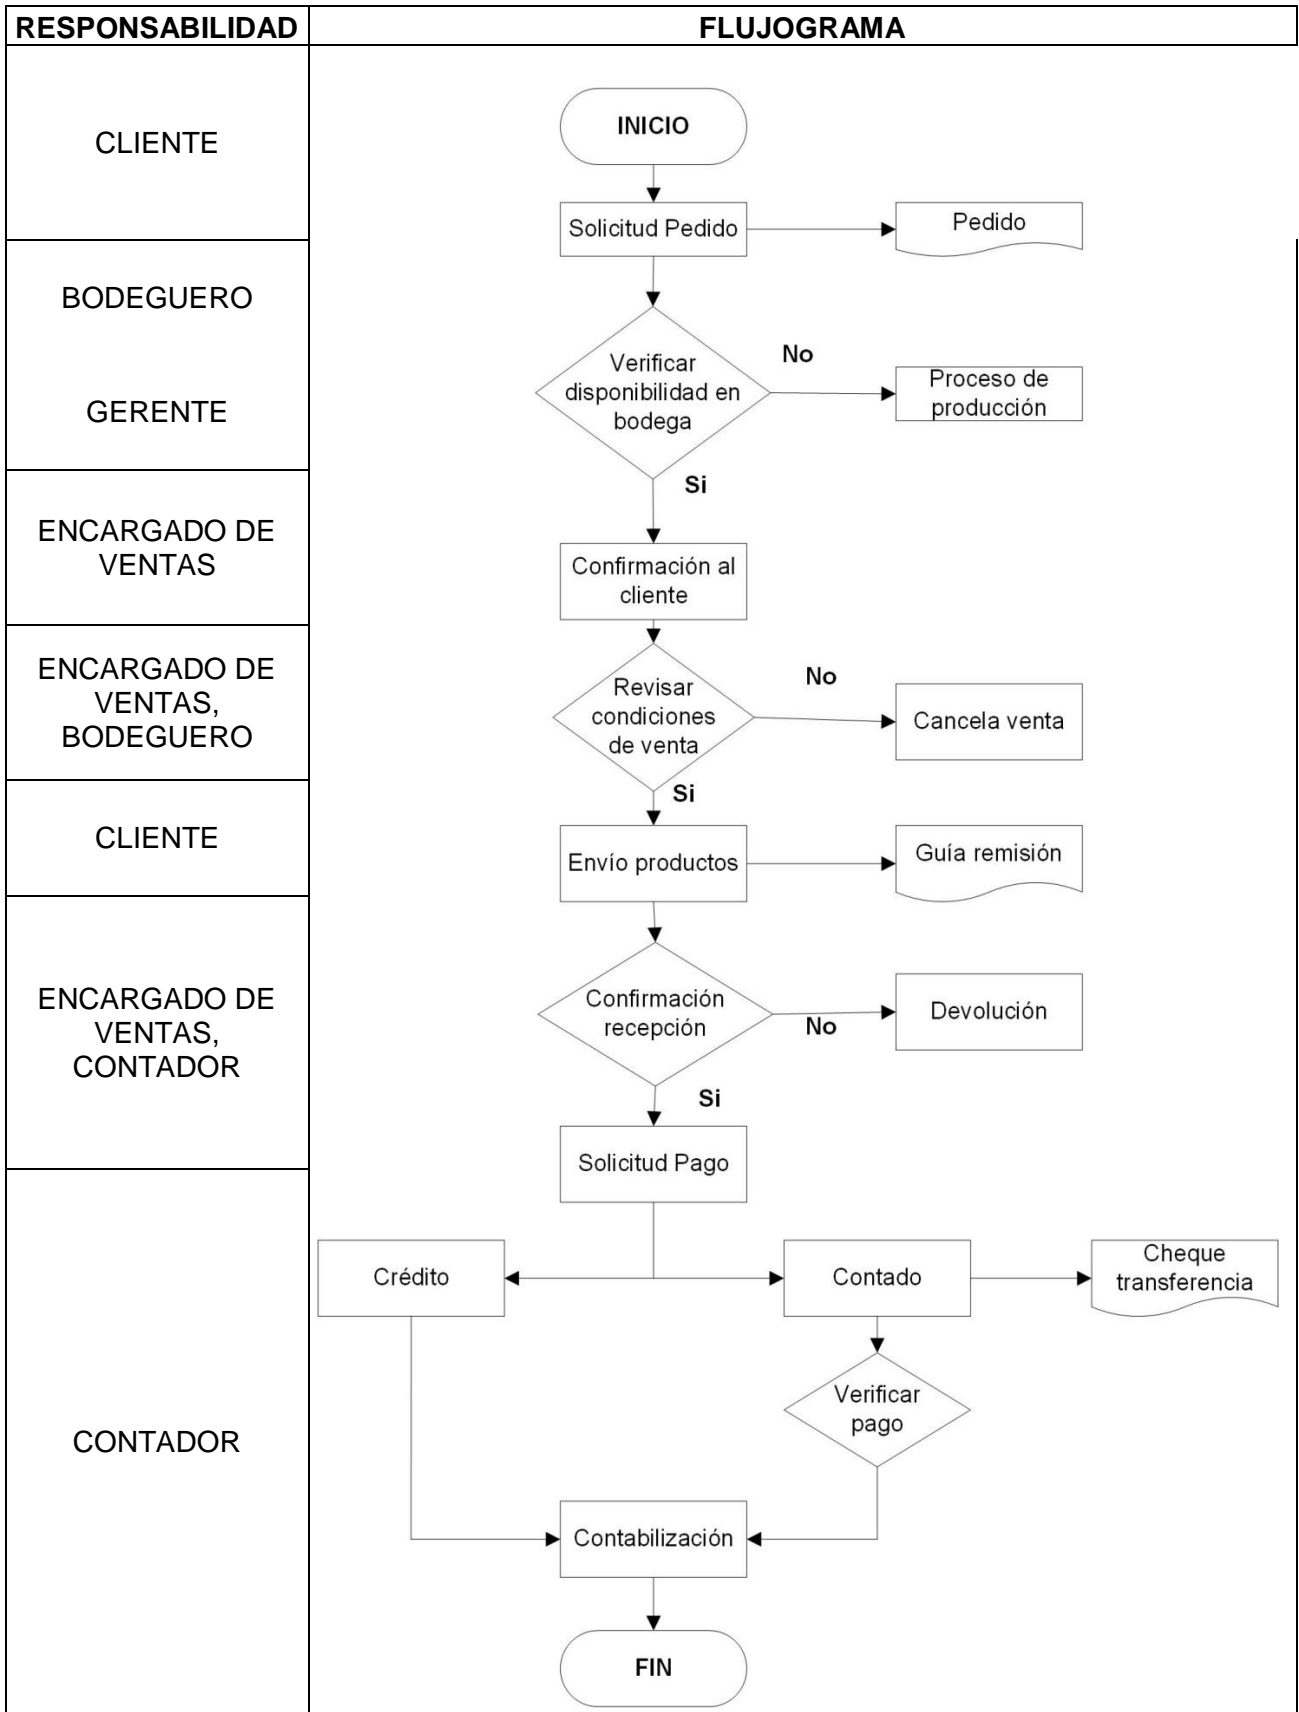 RESPONSABILIDAD
FLUJOGRAMA
CLIENTE
INICIO
Solicitud Pedido
Pedido
BODEGUERO
GERENTE
Verificar
disponibilidad en
bodega
No
Proceso de
producción
Si
ENCARGADO DE
VENTAS
Confirmación al
cliente
ENCARGADO DE
VENTAS,
BODEGUERO
Revisar
condiciones
de venta
No
Cancela venta
Si
CLIENTE
Envío productos
Guía remisión
ENCARGADO DE
VENTAS,
CONTADOR
Confirmación
recepción
No
Devolución
Si
Solicitud Pago
CONTADOR
Crédito
Contado
Cheque
transferencia
Verificar
pago
Contabilización
FIN